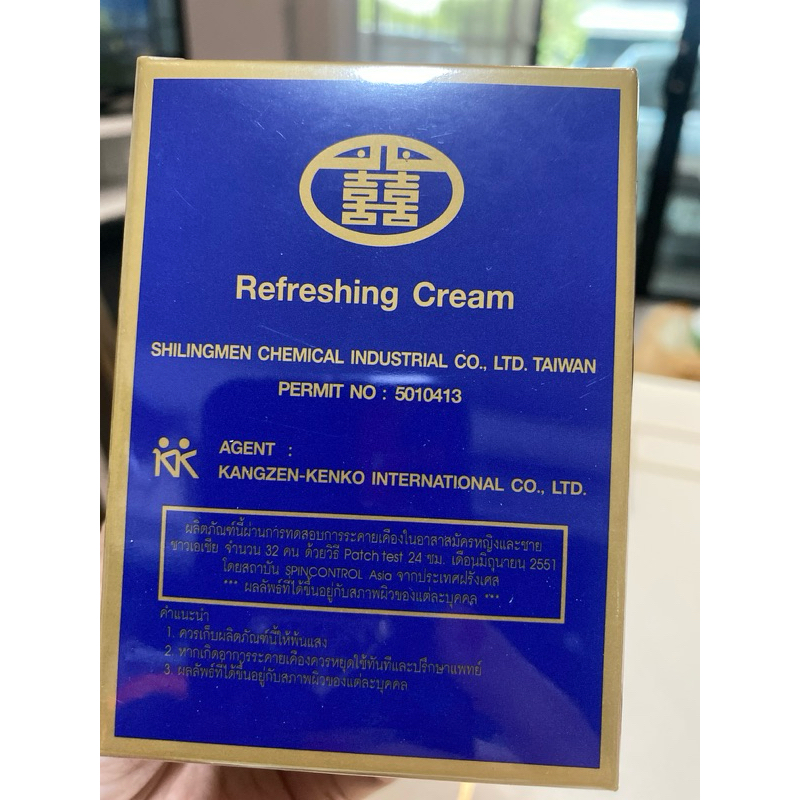 囍
Refreshing Cream
SHILINGMEN CHEMICAL INDUSTRIAL CO., LTD. TAIWAN
PERMIT NO : 5010413
KK
AGENT :
KANGZEN-KENKO INTERNATIONAL CO., LTD.
ผลิตภัณฑ์นี้ผ่านการทดสอบการระคายเคืองในอาสาสมัครหญิงและชาย
ชาวเอเชีย จำนวน 32 คน ด้วยวิธี Patch test 24 ชม. เดือนมิถุนายน 2551
โดยสถาบัน SPINCONTROL Asia จากประเทศฝรั่งเศส
*** ผลลัพธ์ที่ได้ขึ้นอยู่กับสภาพผิวของแต่ละบุคคล ***
คำแนะนำ
1. ควรเก็บผลิตภัณฑ์นี้ให้พ้นแสง
2. หากเกิดอาการระคายเคืองควรหยุดใช้ทันทีและปรึกษาแพทย์
3. ผลลัพธ์ที่ได้ขึ้นอยู่กับสภาพผิวของแต่ละบุคคล